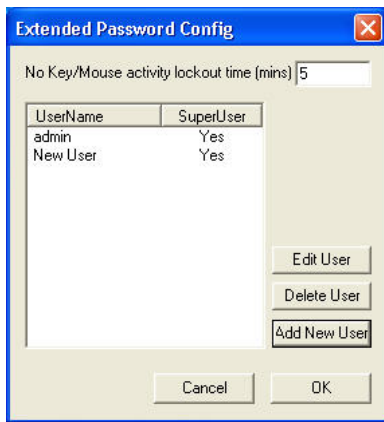 Extended Password Config
No Key/Mouse activity lockout time (mins) 5
UserName SuperUser
admin Yes
New User Yes
Edit User
Delete User
Add New User
Cancel OK